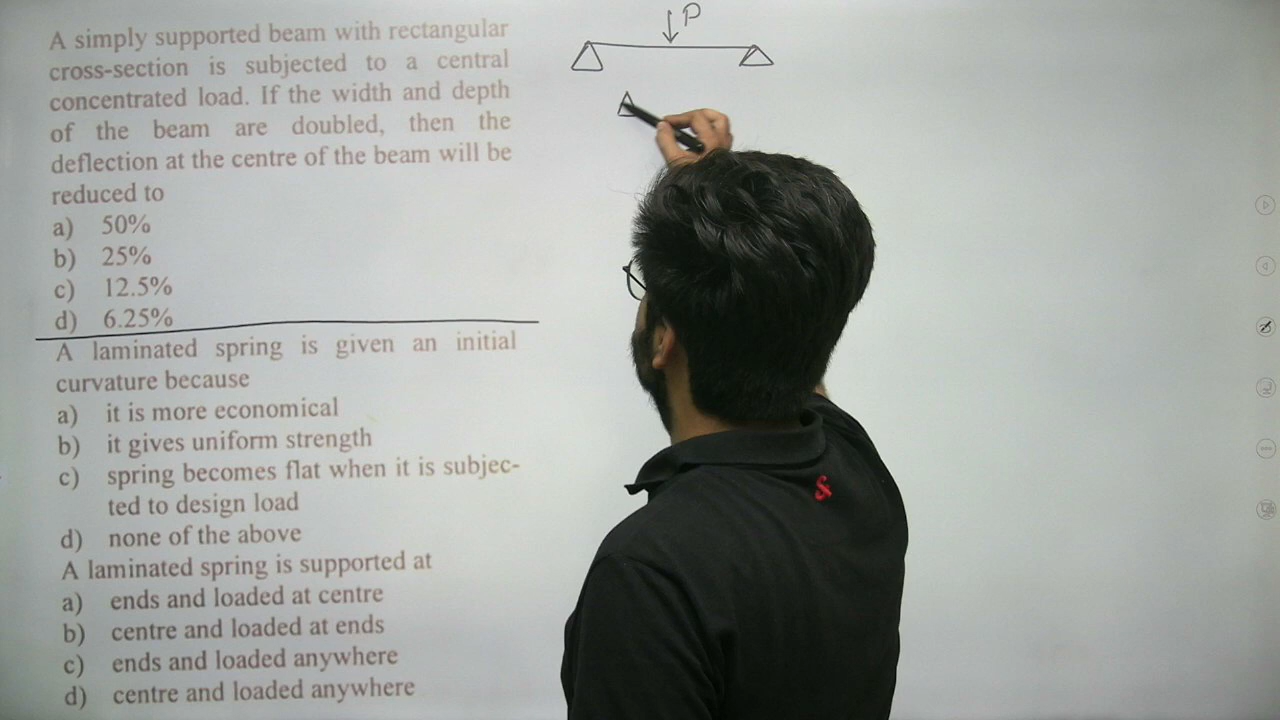 A simply supported beam with rectangular
cross-section is subjected to a central
concentrated load. If the width and depth
of the beam are doubled, then the
deflection at the centre of the beam will be
reduced to
a) 50%
b) 25%
c) 12.5%
d) 6.25%
A laminated spring is given an initial
curvature because
a) it is more economical
b) it gives uniform strength
c) spring becomes flat when it is subjec-
ted to design load
d) none of the above
A laminated spring is supported at
a) ends and loaded at centre
b) centre and loaded at ends
c) ends and loaded anywhere
d) centre and loaded anywhere
P